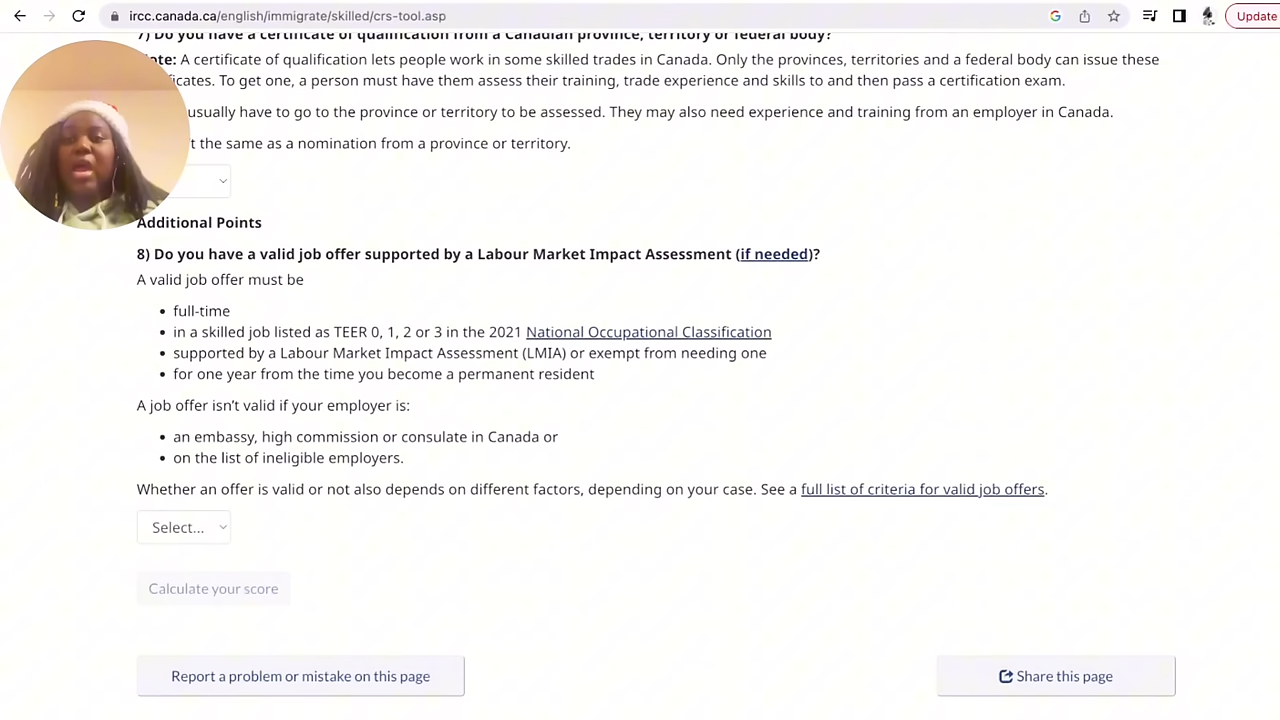 ircc.canada.ca/english/immigrate/skilled/crs-tool.asp
Update
7) Do you have a certificate of qualification from a Canadian province, territory or federal body?
A certificate of qualification lets people work in some skilled trades in Canada. Only the provinces, territories and a federal body can issue these
To get one, a person must have them assess their training, trade experience and skills to and then pass a certification exam.
usually have to go to the province or territory to be assessed. They may also need experience and training from an employer in Canada.
the same as a nomination from a province or territory.
Additional Points
8) Do you have a valid job offer supported by a Labour Market Impact Assessment (if needed)?
A valid job offer must be
• full-time
• in a skilled job listed as TEER 0, 1, 2 or 3 in the 2021 National Occupational Classification
• supported by a Labour Market Impact Assessment (LMIA) or exempt from needing one
• for one year from the time you become a permanent resident
A job offer isn't valid if your employer is:
• an embassy, high commission or consulate in Canada or
• on the list of ineligible employers.
Whether an offer is valid or not also depends on different factors, depending on your case. See a full list of criteria for valid job offers.
Select...
Calculate your score
Report a problem or mistake on this page
Share this page